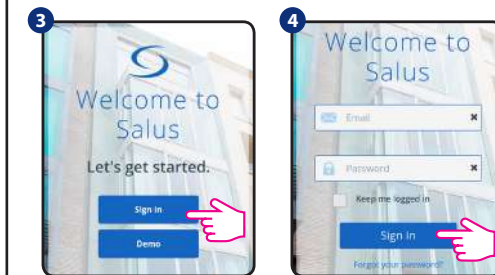 3
Welcome to
Salus
Let's get started.
Sign in
Demo
4
Welcome to
Salus
Email
Password
Keep me logged in
Sign in
Forgot your password?